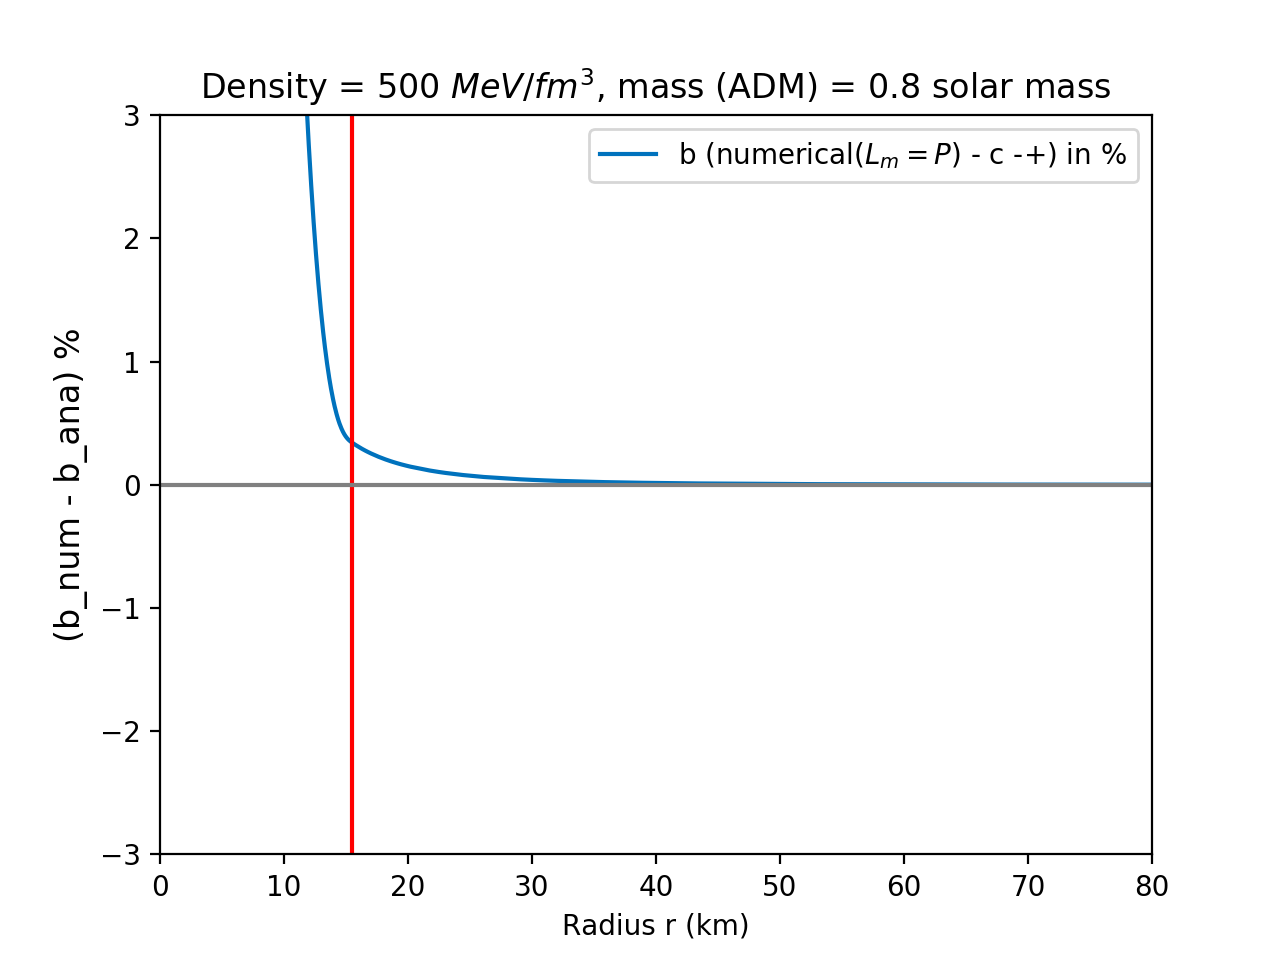 Density = 500 MeV/fm³, mass (ADM) = 0.8 solar mass
b (numerical(L_m = P) - c -+) in %
(b_num - b_ana) %
3
2
1
0
−1
−2
−3
0 10 20 30 40 50 60 70 80
Radius r (km)